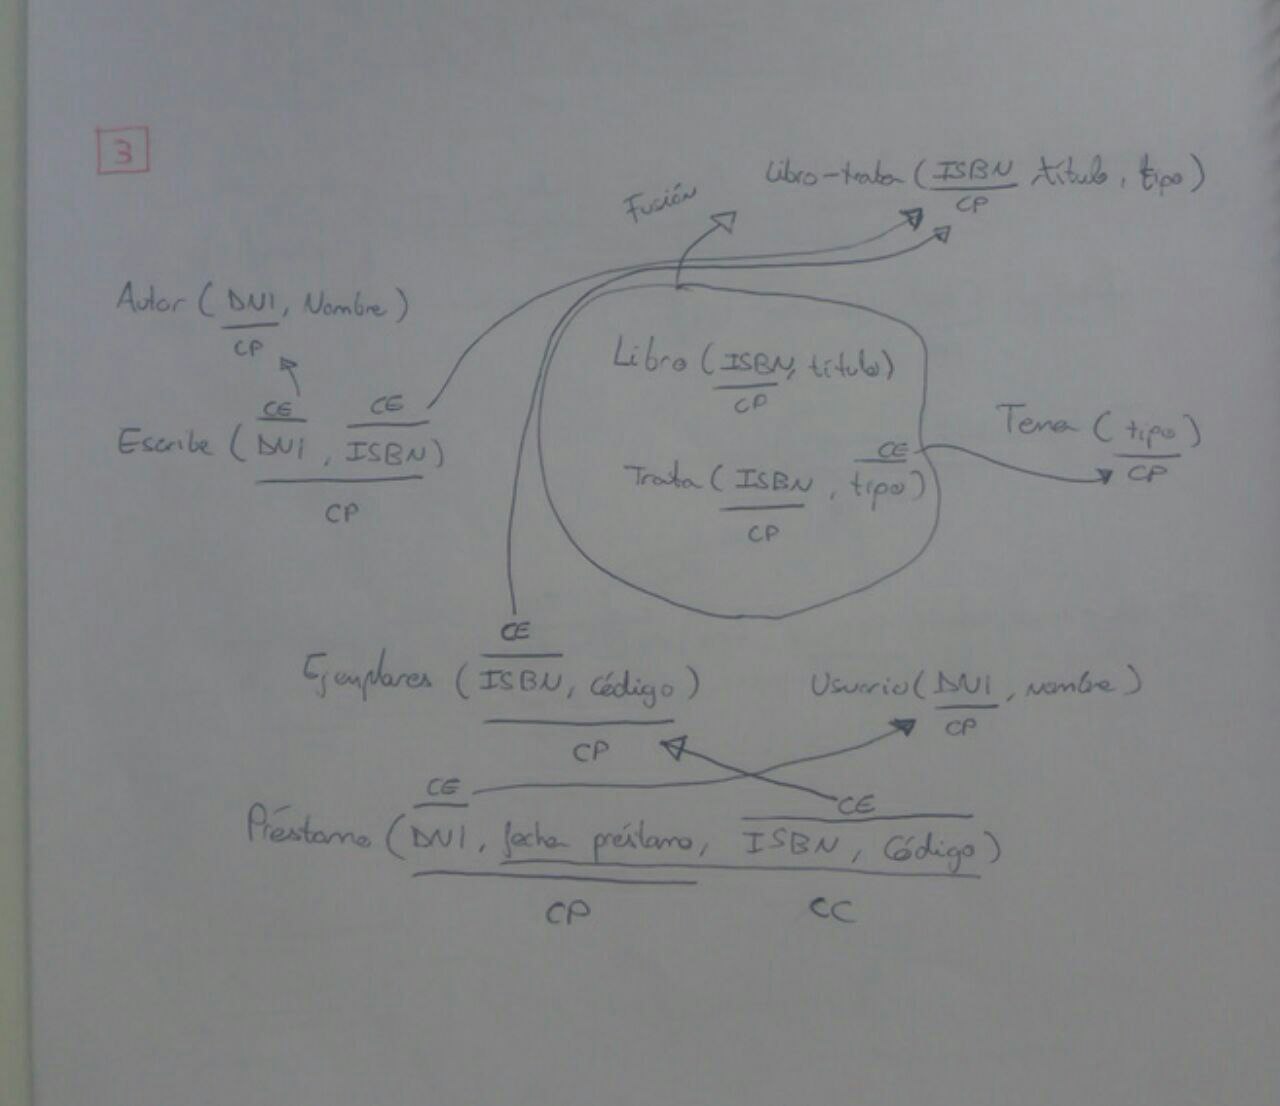 3
Libro-trata (ISBN título, tipo)
CP
Fusión
Autor (DNI, Nombre)
CP
Libro (ISBN, título)
CP
CE CE
Escribe (DNI, ISBN)
CP
Tema (tipo)
CP
CE
Trata (ISBN, tipo)
CP
CE
Ejemplares (ISBN, Código)
CP
Usuario (DNI, nombre)
CP
CE CE
Préstamo (DNI, fecha préstamo, ISBN, Código)
CP CC